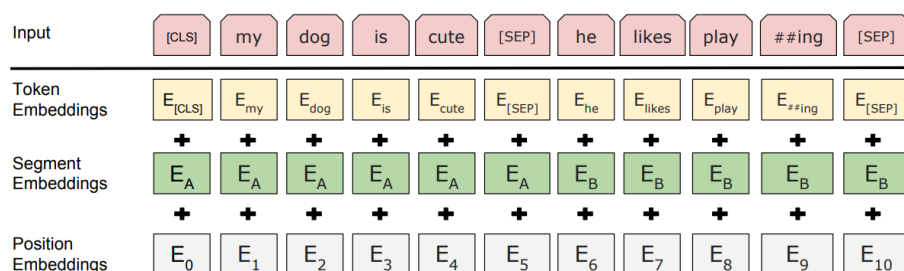 Input [CLS] my dog is cute [SEP] he likes play ##ing [SEP]
Token
Embeddings E[CLS] Emy Edog Eis Ecute E[SEP] Ehe Elikes Eplay E##ing E[SEP]
+ + + + + + + + + + +
Segment
Embeddings EA EA EA EA EA EA EB EB EB EB EB
+ + + + + + + + + + +
Position
Embeddings E0 E1 E2 E3 E4 E5 E6 E7 E8 E9 E10